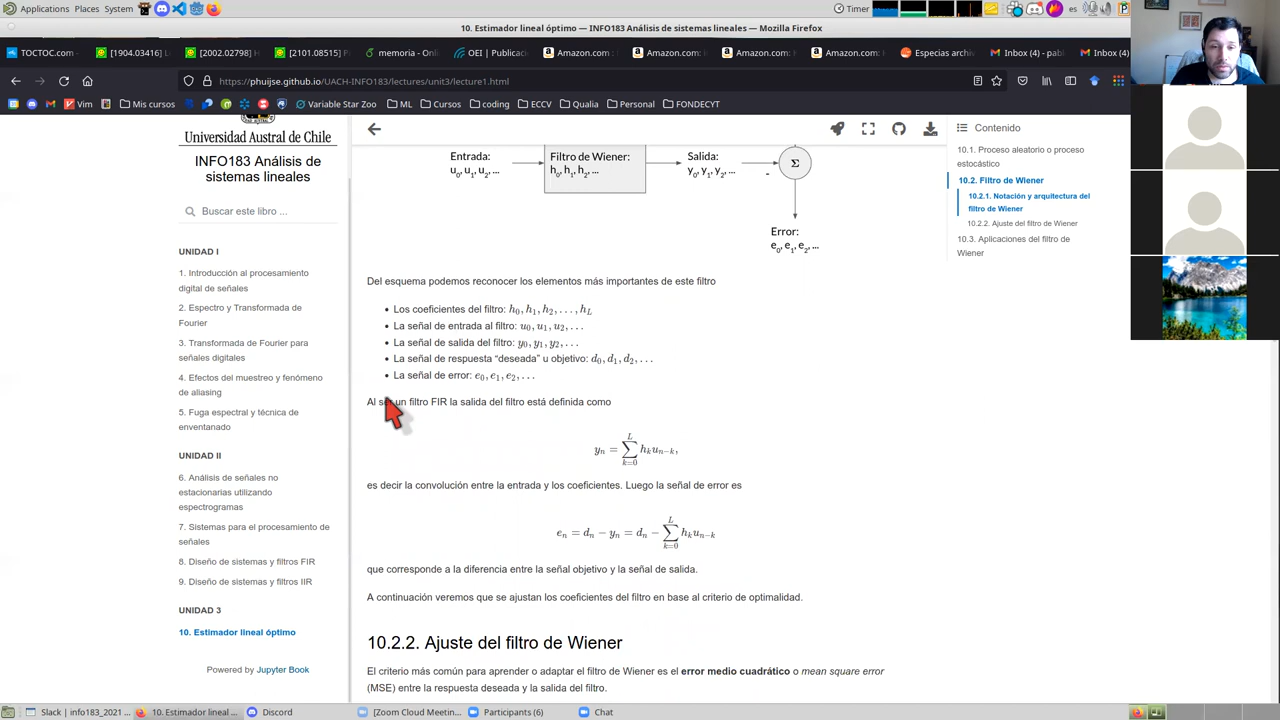 Applications Places System
Timer
es
10. Estimador lineal óptimo — INFO183 Análisis de sistemas lineales — Mozilla Firefox
TOCTOC.com -
[1904.03416] L
[2002.02798] H
[2101.08515] F
memoria - O
OEI | Projects
Amazon.com :
Amazon.com :
Amazon.com :
Amazon.com :
Especias archiv
Inbox (4) - pab
Inbox (4)
https://phuijse.github.io/UACH-INFO183/lectures/unit3/lecture1.html
Vim
Mis cursos
Variable Star Zoo
ML
Cursos
coding
ECCV
Qualia
Personal
FONDECYT
Universidad Austral de Chile
INFO183 Análisis de
sistemas lineales
Buscar este libro ...
UNIDAD I
1. Introducción al procesamiento
digital de señales
2. Espectro y Transformada de
Fourier
3. Transformada de Fourier para
señales digitales
4. Efectos del muestreo y fenómeno
de aliasing
5. Fuga espectral y técnica de
enventanado
UNIDAD II
6. Análisis de señales no
estacionarias utilizando
espectrogramas
7. Sistemas para el procesamiento de
señales
8. Diseño de sistemas y filtros FIR
9. Diseño de sistemas y filtros IIR
UNIDAD 3
10. Estimador lineal óptimo
Powered by Jupyter Book
Entrada:
u0, u1, u2, ...
Filtro de Wiener:
h0, h1, h2, ...
Salida:
y0, y1, y2, ...
-
Σ
Error:
e0, e1, e2, ...
Del esquema podemos reconocer los elementos más importantes de este filtro
• Los coeficientes del filtro: h0, h1, h2, . . . , hL
• La señal de entrada al filtro: u0, u1, u2, . . .
• La señal de salida del filtro: y0, y1, y2, . . .
• La señal de respuesta “deseada” u objetivo: d0, d1, d2, . . .
• La señal de error: e0, e1, e2, . . .
Al ser un filtro FIR la salida del filtro está definida como
yn = ∑_{k=0}^{L} hk un−k,
es decir la convolución entre la entrada y los coeficientes. Luego la señal de error es
en = dn − yn = dn − ∑_{k=0}^{L} hk un−k
que corresponde a la diferencia entre la señal objetivo y la señal de salida.
A continuación veremos que se ajustan los coeficientes del filtro en base al criterio de optimalidad.
10.2.2. Ajuste del filtro de Wiener
El criterio más común para aprender o adaptar el filtro de Wiener es el error medio cuadrático o mean square error
(MSE) entre la respuesta deseada y la salida del filtro.
Contenido
10.1. Proceso aleatorio o proceso
estocástico
10.2. Filtro de Wiener
10.2.1. Notación y arquitectura del
filtro de Wiener
10.2.2. Ajuste del filtro de Wiener
10.3. Aplicaciones del filtro de
Wiener
Slack | info183_2021 ...
10. Estimador lineal ...
Discord
[Zoom Cloud Meetin...
Participants (6)
Chat